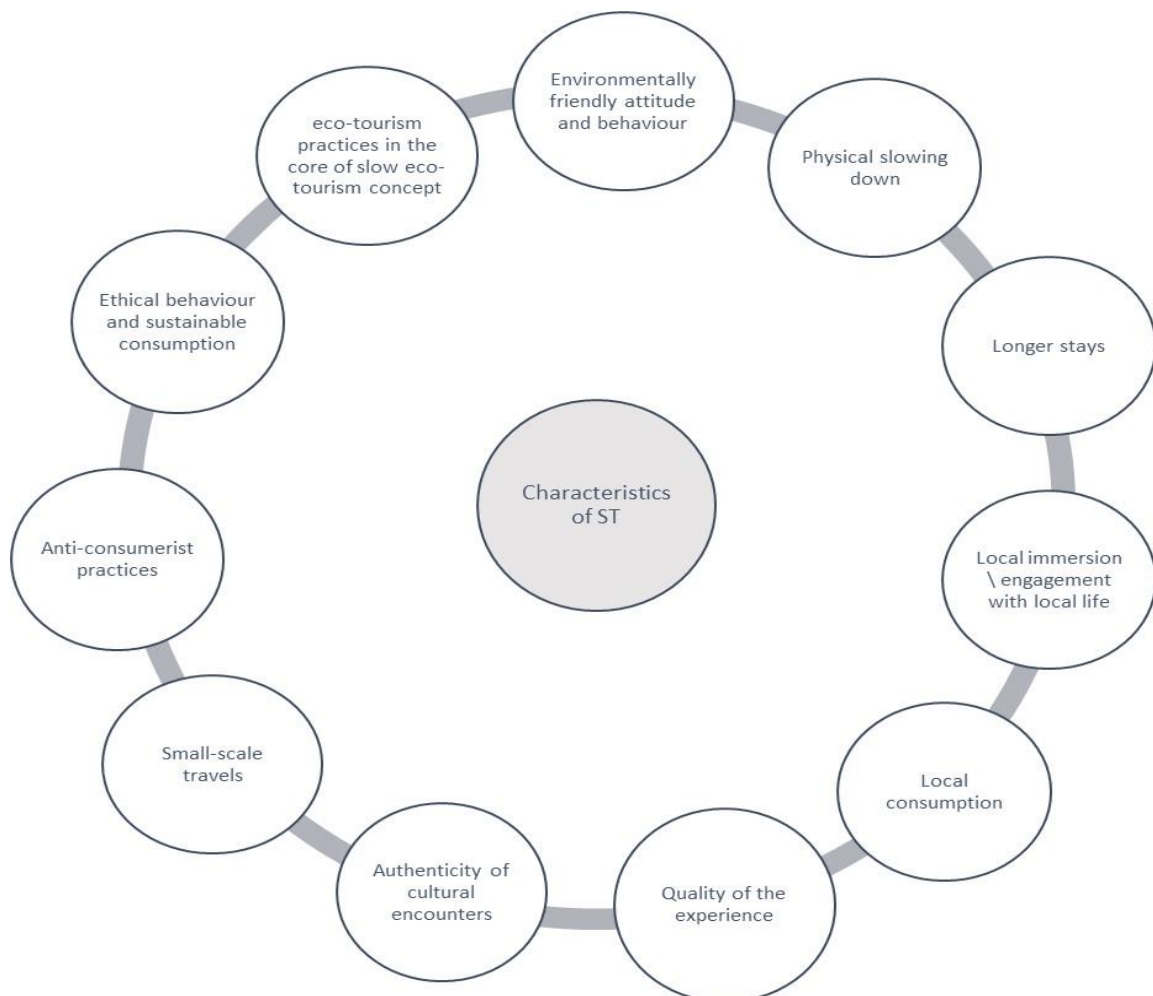 Environmentally
friendly attitude
and behaviour
Physical slowing
down
Longer stays
Local immersion
\ engagement
with local life
Local
consumption
Quality of the
experience
Authenticity of
cultural
encounters
Small-scale
travels
Anti-consumerist
practices
Ethical behaviour
and sustainable
consumption
eco-tourism
practices in the
core of slow eco-
tourism concept
Characteristics
of ST